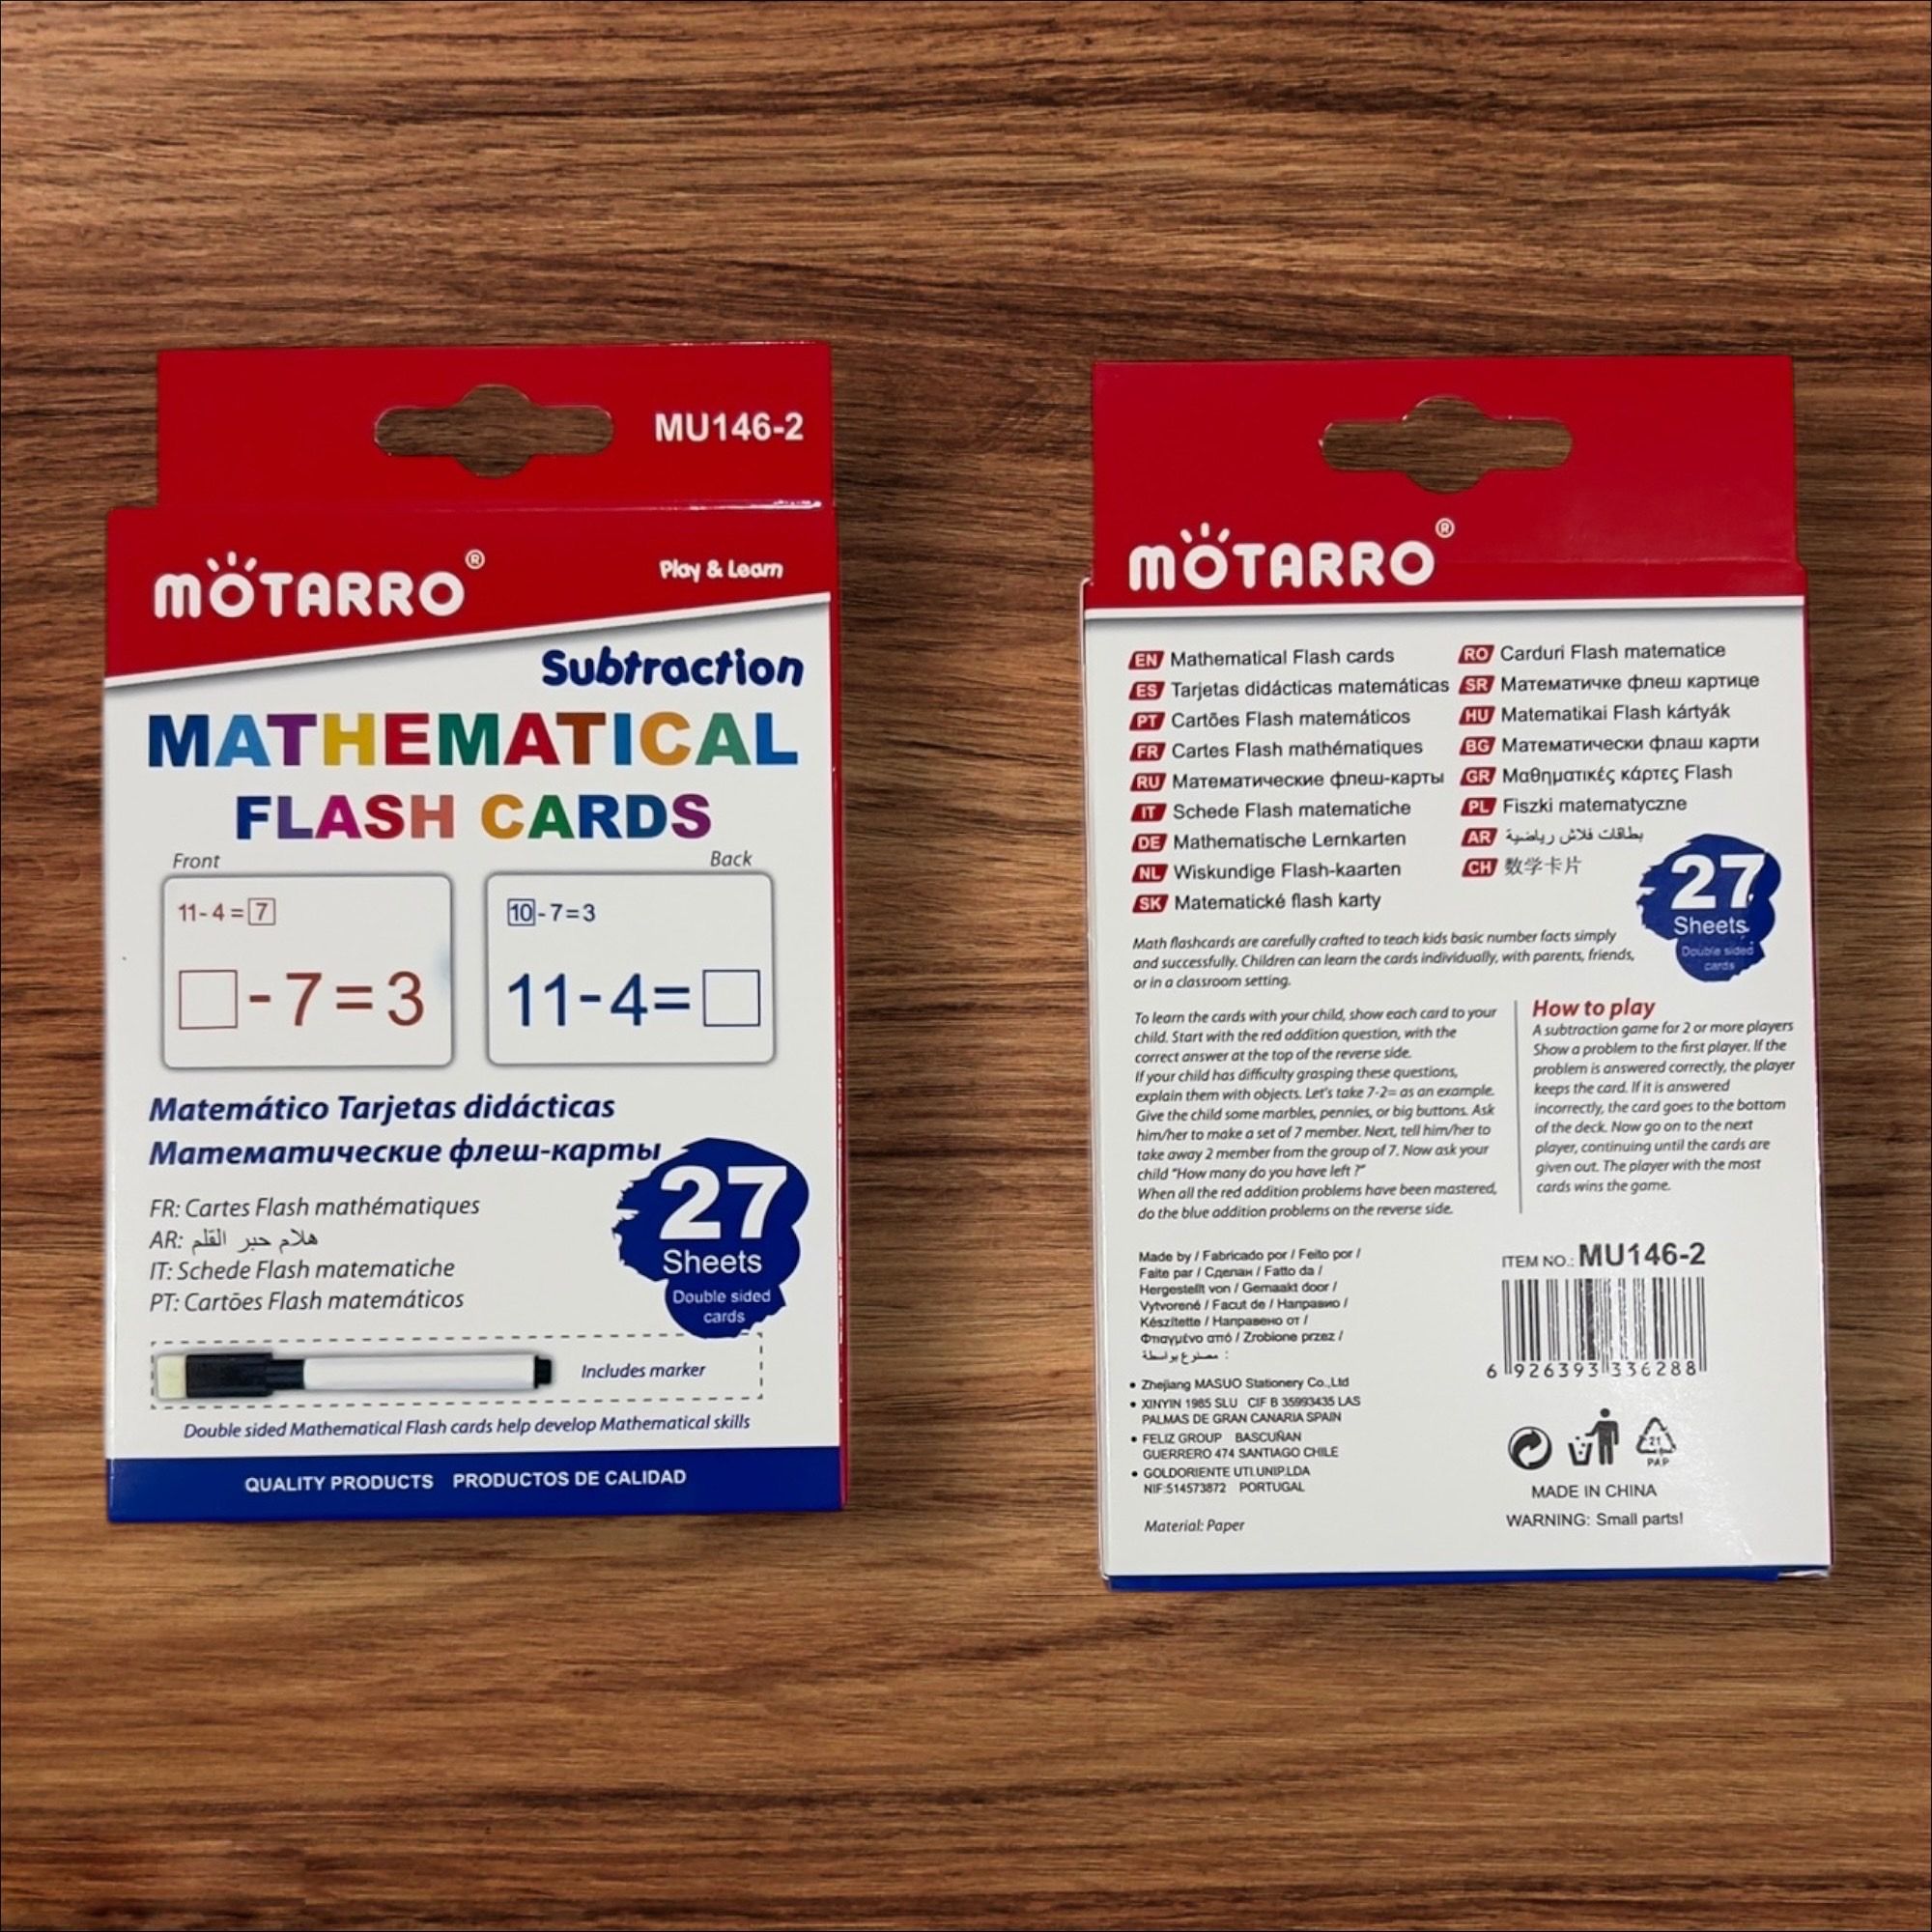 MU146-2
MOTARRO®
Play & Learn
Subtraction
MATHEMATICAL
FLASH CARDS
Front
Back
11-4=7
□-7=3
10-7=3
11-4=□
Matemático Tarjetas didácticas
Математические флеш-карты
FR: Cartes Flash mathématiques
AR: هلام حبر القلم
IT: Schede Flash matematiche
PT: Cartões Flash matemáticos
27
Sheets
Double sided
cards
Includes marker
Double sided Mathematical Flash cards help develop Mathematical skills
QUALITY PRODUCTS PRODUCTOS DE CALIDAD
MOTARRO®
EN Mathematical Flash cards
ES Tarjetas didácticas matemáticas
PT Cartões Flash matemáticos
FR Cartes Flash mathématiques
RU Математические флеш-карты
IT Schede Flash matematiche
DE Mathematische Lernkarten
NL Wiskundige Flash-kaarten
SK Matematické flash karty
RO Carduri Flash matematice
SR Математичке флеш картице
HU Matematikai Flash kártyák
BG Математически флаш карти
GR Μαθηματικές κάρτες Flash
PL Fiszki matematyczne
AR بطاقات فلاش رياضية
CH 数学卡片
27
Sheets
Double sided
cards
Math flashcards are carefully crafted to teach kids basic number facts simply
and successfully. Children can learn the cards individually, with parents, friends,
or in a classroom setting.
To learn the cards with your child, show each card to your
child. Start with the red addition question, with the
correct answer at the top of the reverse side.
If your child has difficulty grasping these questions,
explain them with objects. Let's take 7-2= as an example.
Give the child some marbles, pennies, or big buttons. Ask
him/her to make a set of 7 member. Next, tell him/her to
take away 2 member from the group of 7. Now ask your
child "How many do you have left ?"
When all the red addition problems have been mastered,
do the blue addition problems on the reverse side.
How to play
A subtraction game for 2 or more players
Show a problem to the first player. If the
problem is answered correctly, the player
keeps the card. If it is answered
incorrectly, the card goes to the bottom
of the deck. Now go on to the next
player, continuing until the cards are
given out. The player with the most
cards wins the game.
Made by / Fabricado por / Feito por /
Faite par / Сделан / Fatto da /
Hergestellt von / Gemaakt door /
Vytvorené / Facut de / Направио /
Készítette / Направено от /
Φτιαγμένο από / Zrobione przez /
مصنوع بواسطة :
• Zhejiang MASUO Stationery Co.,Ltd
• XINYIN 1985 SLU CIF B 35993435 LAS
PALMAS DE GRAN CANARIA SPAIN
• FELIZ GROUP BASCUÑAN
GUERRERO 474 SANTIAGO CHILE
• GOLDORIENTE UTI.UNIP.LDA
NIF:514573872 PORTUGAL
Material: Paper
ITEM NO.: MU146-2
6 926393 336288
21
PAP
MADE IN CHINA
WARNING: Small parts!